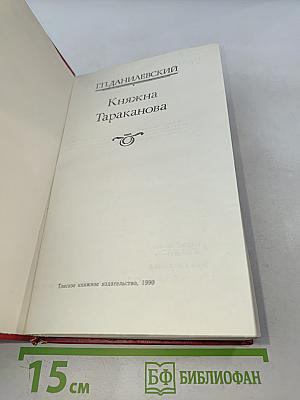 Г.П.ДАНИЛЕВСКИЙ
Княжна
Тараканова
Томское книжное издательство, 1990
15 см
БФ БИБЛИОФАН